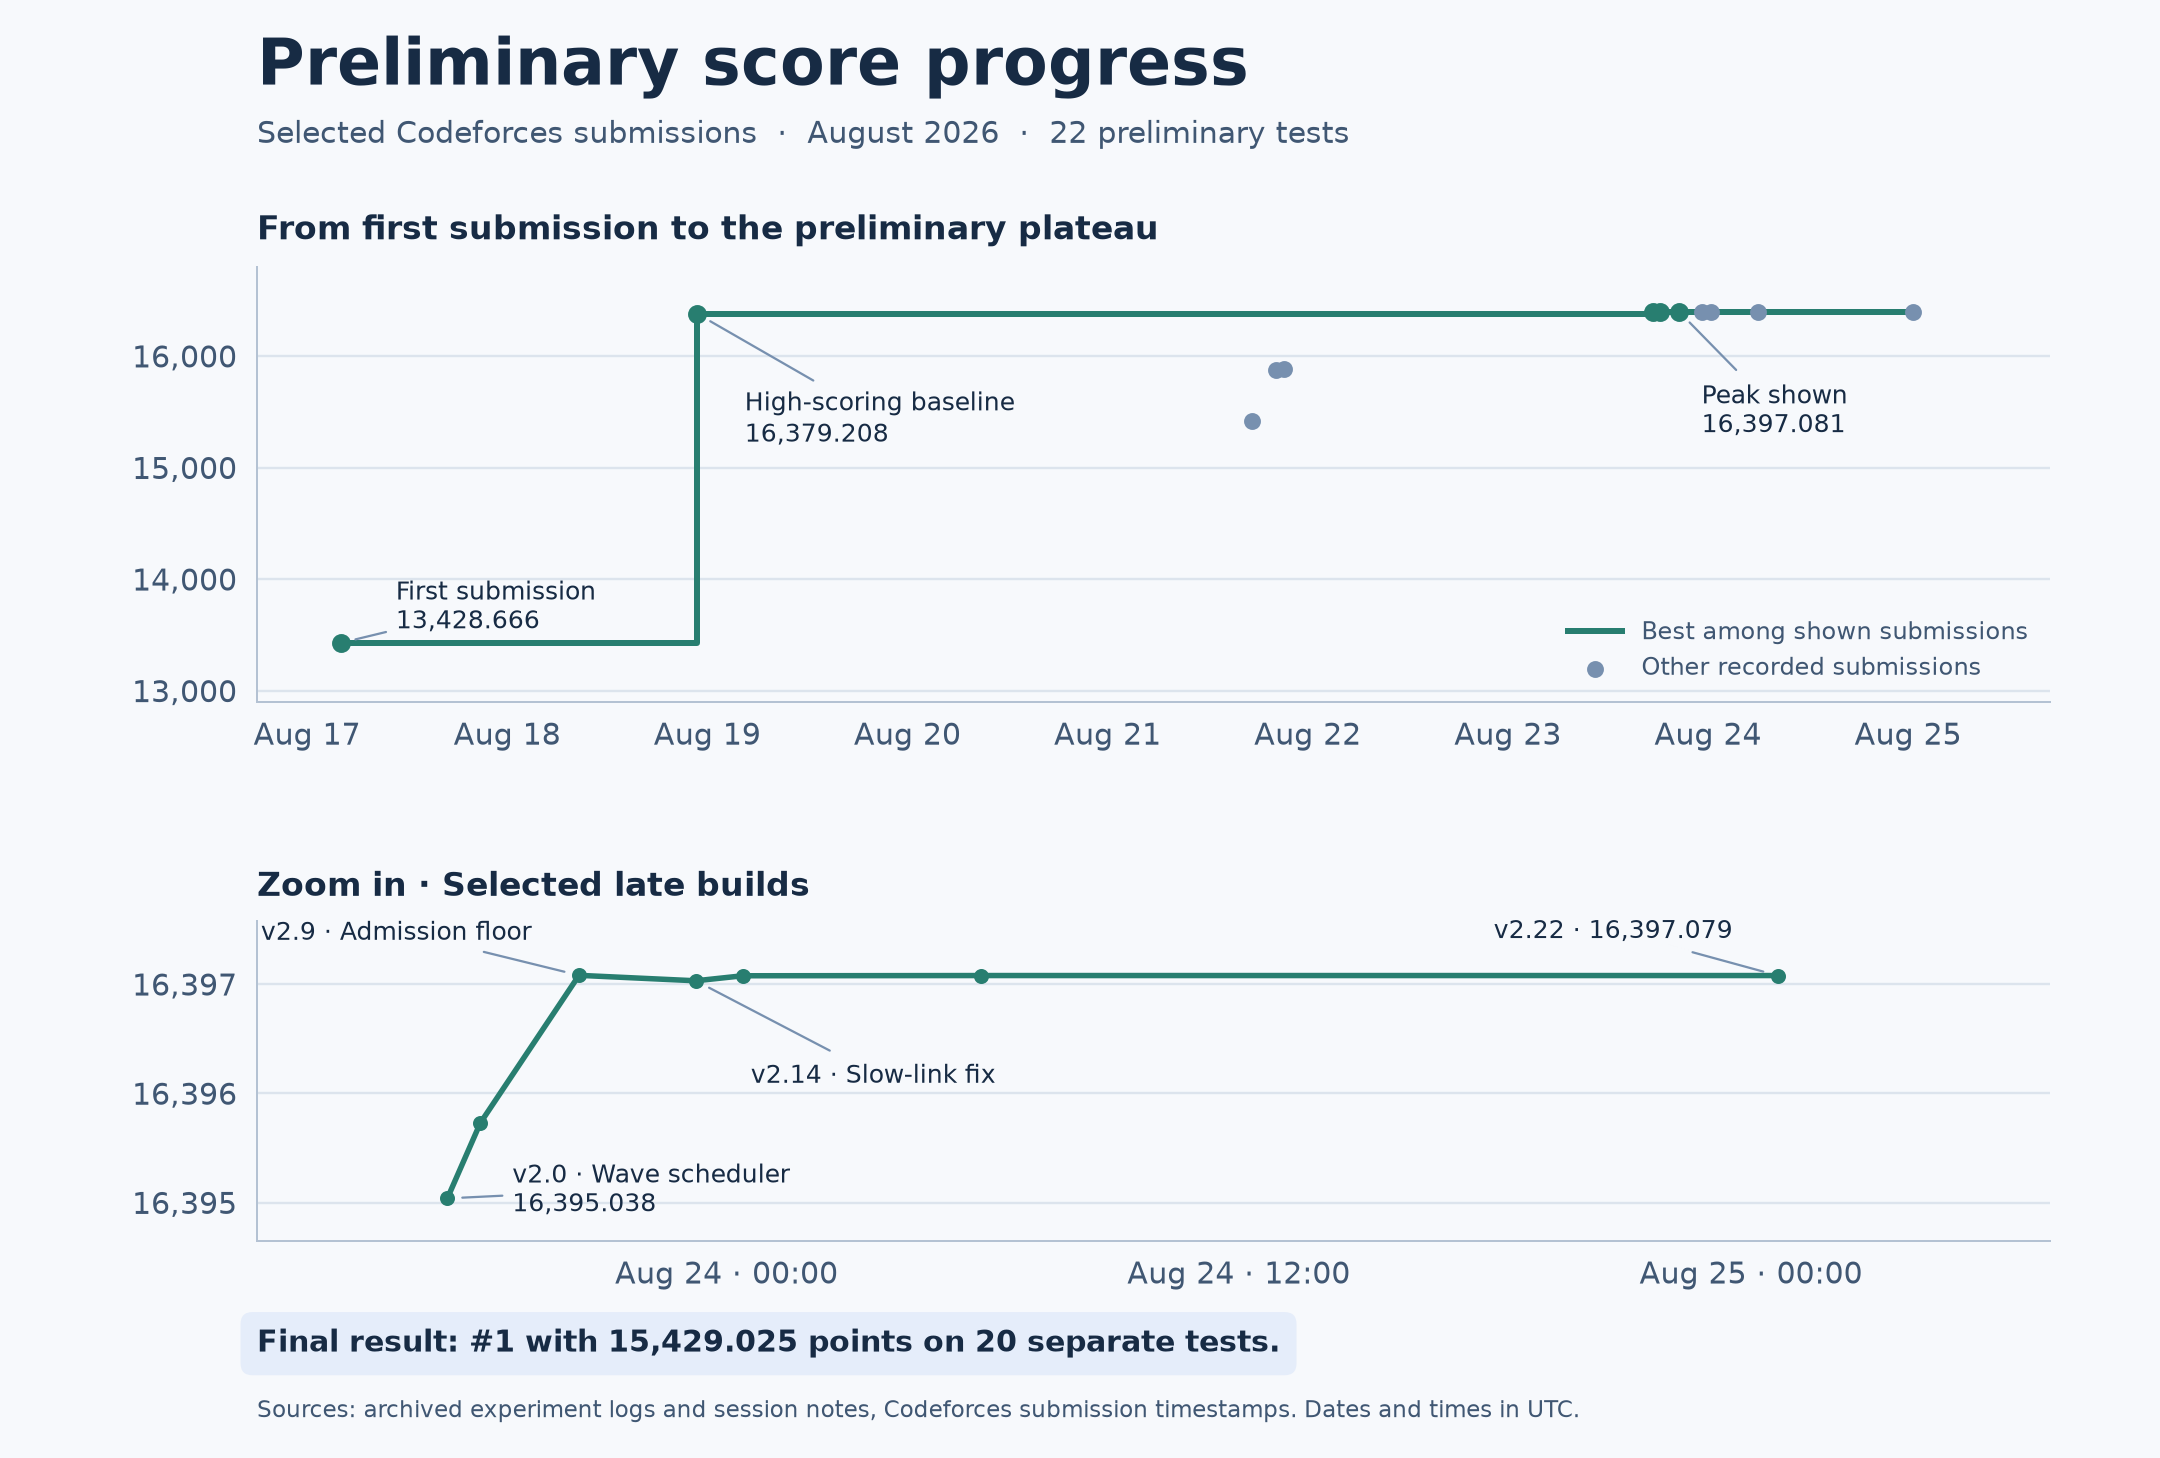 Preliminary score progress
Selected Codeforces submissions · August 2026 · 22 preliminary tests
From first submission to the preliminary plateau
16,000
15,000
14,000
13,000
High-scoring baseline
16,379.208
Peak shown
16,397.081
First submission
13,428.666
Best among shown submissions
Other recorded submissions
Aug 17 Aug 18 Aug 19 Aug 20 Aug 21 Aug 22 Aug 23 Aug 24 Aug 25
Zoom in · Selected late builds
v2.9 · Admission floor
v2.22 · 16,397.079
16,397
16,396
16,395
v2.14 · Slow-link fix
v2.0 · Wave scheduler
16,395.038
Aug 24 · 00:00 Aug 24 · 12:00 Aug 25 · 00:00
Final result: #1 with 15,429.025 points on 20 separate tests.
Sources: archived experiment logs and session notes, Codeforces submission timestamps. Dates and times in UTC.